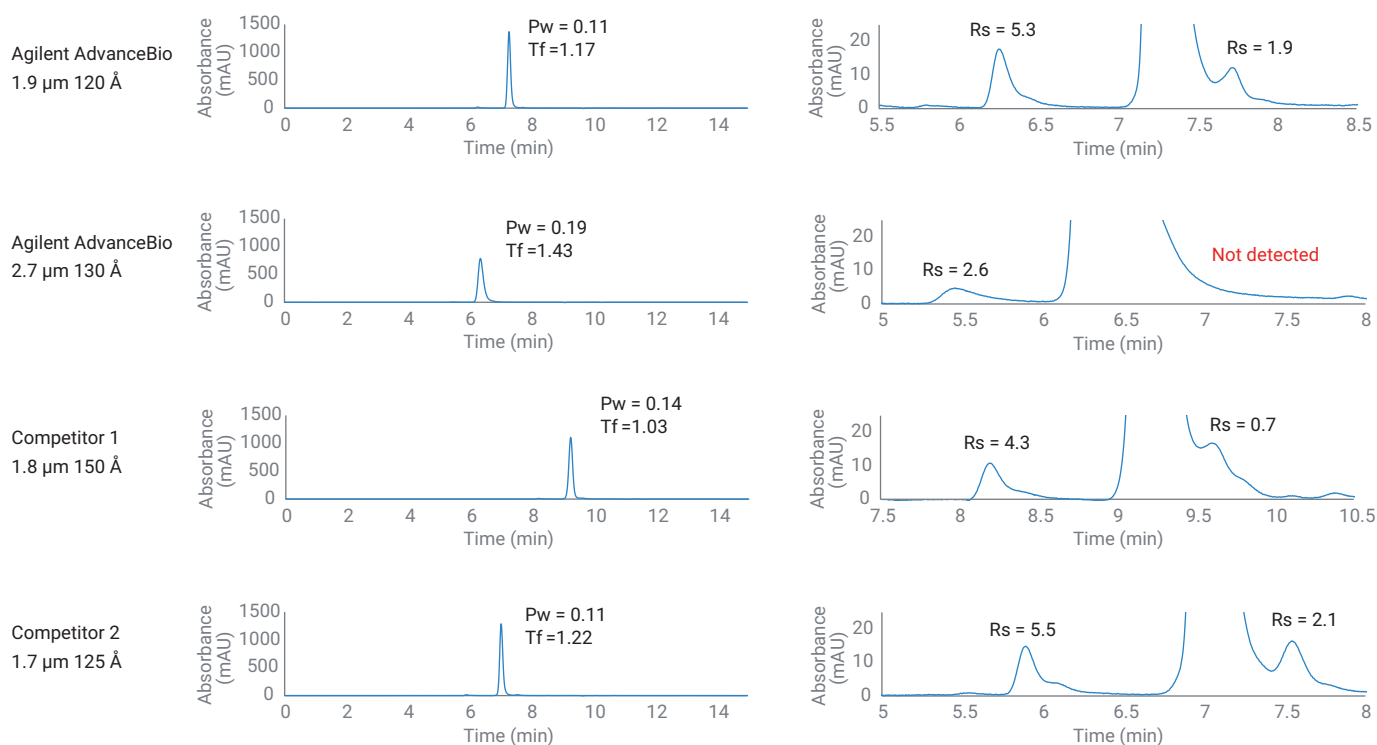 Agilent AdvanceBio
1.9 µm 120 Å
Absorbance
(mAU)
1500
1000
500
0
Pw = 0.11
Tf =1.17
0 2 4 6 8 10 12 14
Time (min)
Absorbance
(mAU)
20
10
0
Rs = 5.3
Rs = 1.9
5.5 6 6.5 7 7.5 8 8.5
Time (min)
Agilent AdvanceBio
2.7 µm 130 Å
Absorbance
(mAU)
1500
1000
500
0
Pw = 0.19
Tf =1.43
0 2 4 6 8 10 12 14
Time (min)
Absorbance
(mAU)
20
10
0
Rs = 2.6
Not detected
5 5.5 6 6.5 7 7.5 8
Time (min)
Competitor 1
1.8 µm 150 Å
Absorbance
(mAU)
1500
1000
500
0
Pw = 0.14
Tf =1.03
0 2 4 6 8 10 12 14
Time (min)
Absorbance
(mAU)
20
10
0
Rs = 4.3
Rs = 0.7
7.5 8 8.5 9 9.5 10 10.5
Time (min)
Competitor 2
1.7 µm 125 Å
Absorbance
(mAU)
1500
1000
500
0
Pw = 0.11
Tf =1.22
0 2 4 6 8 10 12 14
Time (min)
Absorbance
(mAU)
20
10
0
Rs = 5.5
Rs = 2.1
5 5.5 6 6.5 7 7.5 8
Time (min)